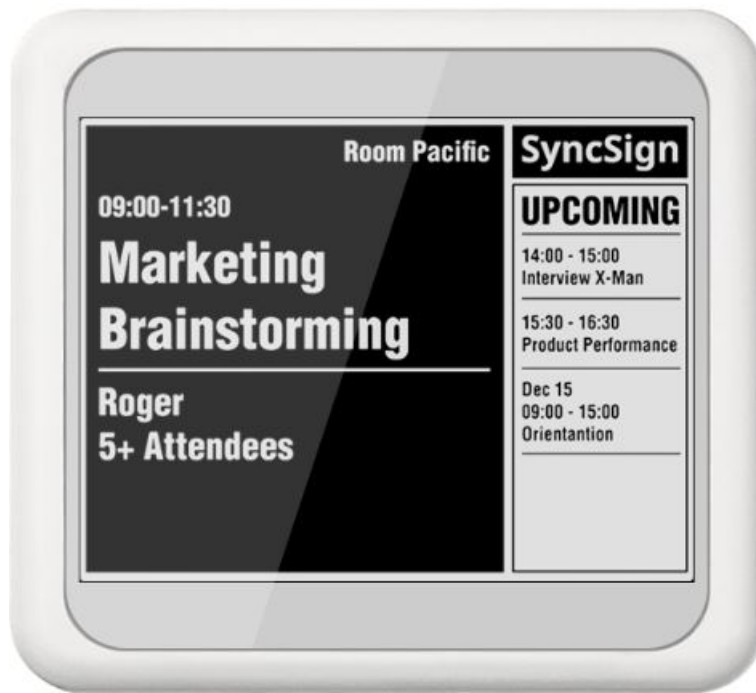 Room Pacific
09:00-11:30
Marketing
Brainstorming
Roger
5+ Attendees
SyncSign
UPCOMING
14:00 - 15:00
Interview X-Man
15:30 - 16:30
Product Performance
Dec 15
09:00 - 15:00
Orientantion